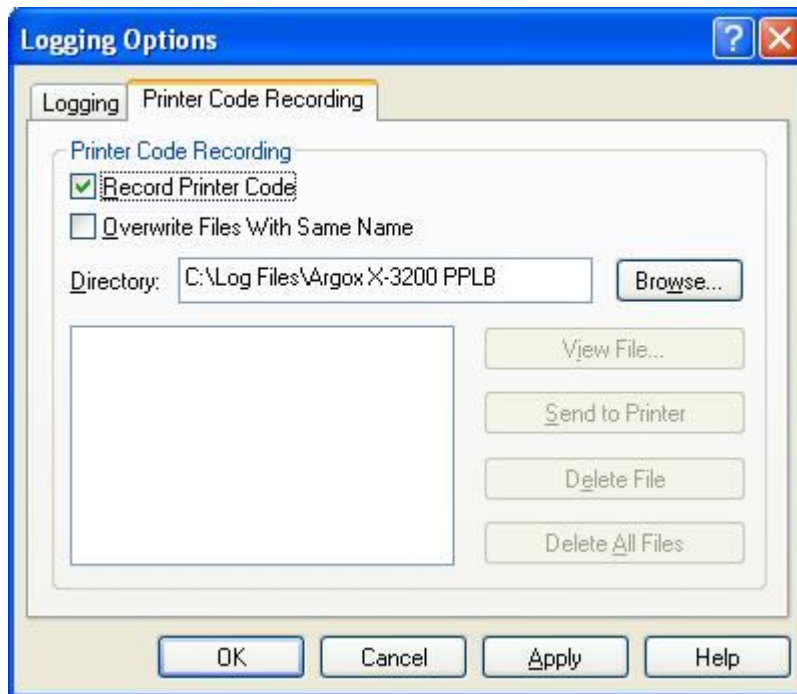 Logging Options
?
Logging
Printer Code Recording
Printer Code Recording
Record Printer Code
Overwrite Files With Same Name
Directory: C:\Log Files\Argox X-3200 PPLB Browse...
View File...
Send to Printer
Delete File
Delete All Files
OK Cancel Apply Help